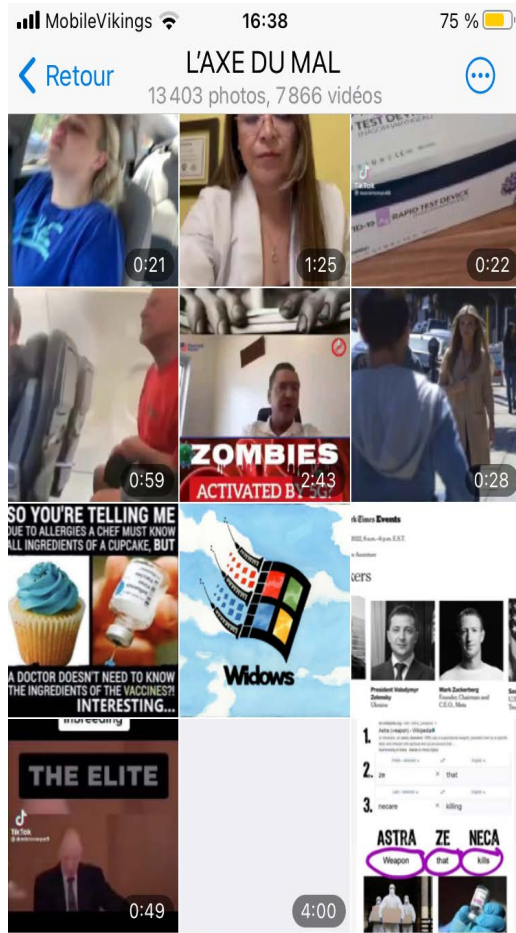 MobileVikings 16:38 75 %
Retour L'AXE DU MAL
13 403 photos, 7 866 vidéos
0:21
1:25
TEST DEVICE
TikTok
RAPID TEST DEVICE
0:22
0:59
ZOMBIES
2:43
ACTIVATED BY 5G?
0:28
SO YOU'RE TELLING ME
DUE TO ALLERGIES A CHEF MUST KNOW
ALL INGREDIENTS OF A CUPCAKE, BUT
A DOCTOR DOESN'T NEED TO KNOW
THE INGREDIENTS OF THE VACCINES?!
INTERESTING...
Widows
Times Events
President Volodymyr
Zelensky
Ukraine
Mark Zuckerberg
Founder, Chairman and
C.E.O., Meta
inbreeding
THE ELITE
TikTok
0:49
4:00
1.
Astra (weapon) - Wikipedia
2. ze × that
3. necare × killing
ASTRA ZE NECA
Weapon that kills